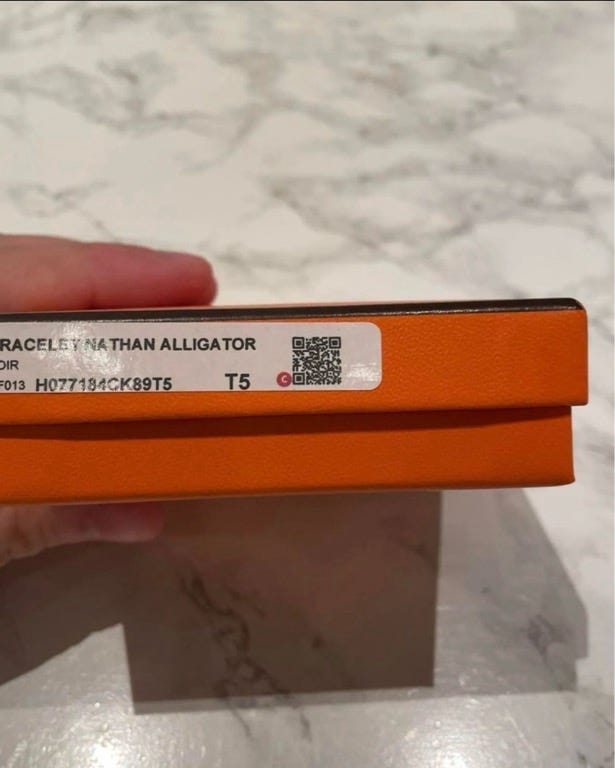 RACELET NATHAN ALLIGATOR
OIR
F013 H077184CK89T5 T5
C